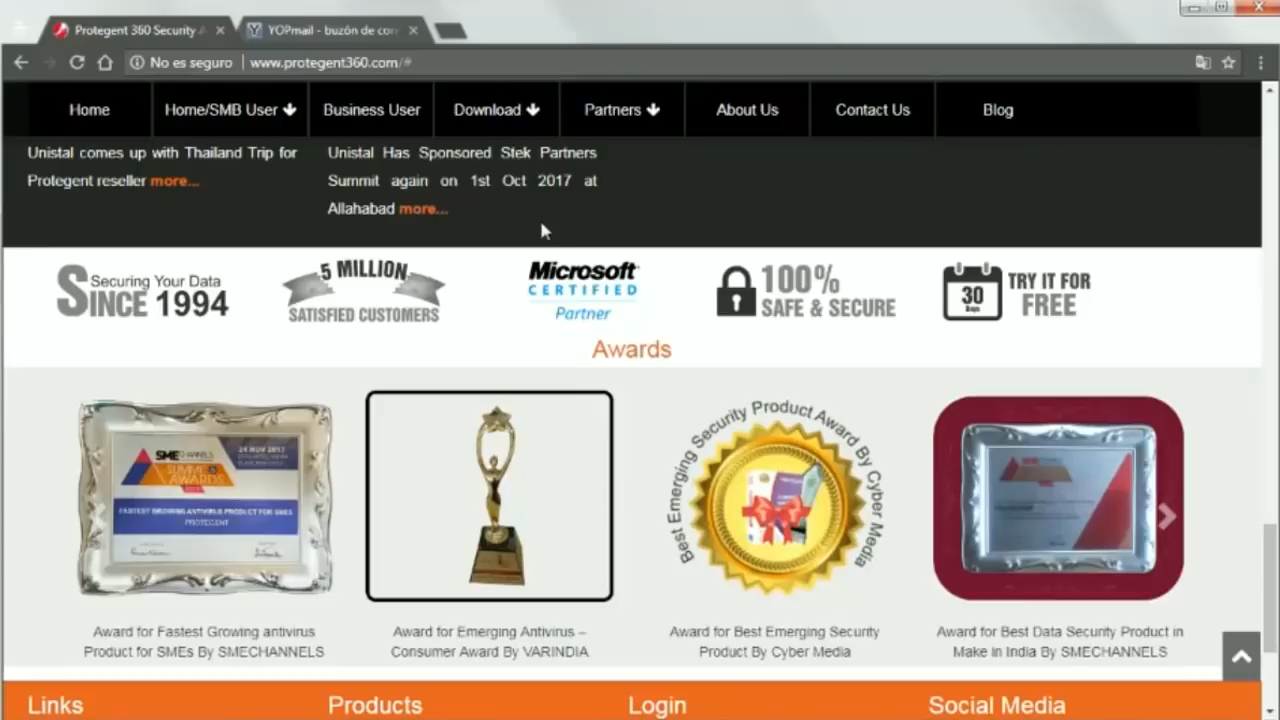 Protegent 360 Security A
YOPmail - buzón de cor
No es seguro
www.protegent360.com/#
Home
Home/SMB User
Business User
Download
Partners
About Us
Contact Us
Blog
Unistal comes up with Thailand Trip for
Protegent reseller more...
Unistal Has Sponsored Stek Partners
Summit again on 1st Oct 2017 at
Allahabad more...
Securing Your Data
SINCE 1994
5 MILLION
SATISFIED CUSTOMERS
Microsoft
CERTIFIED
Partner
100%
SAFE & SECURE
30
Days
TRY IT FOR
FREE
Awards
SME CHANNELS
SUMMIT
AWARDS
24 NOV 2017
FASTEST GROWING ANTIVIRUS PRODUCT FOR SMES
PROTEGENT
Best Emerging Security Product Award By Cyber Media
Award for Fastest Growing antivirus
Product for SMEs By SMECHANNELS
Award for Emerging Antivirus –
Consumer Award By VARINDIA
Award for Best Emerging Security
Product By Cyber Media
Award for Best Data Security Product in
Make in India By SMECHANNELS
Links
Products
Login
Social Media